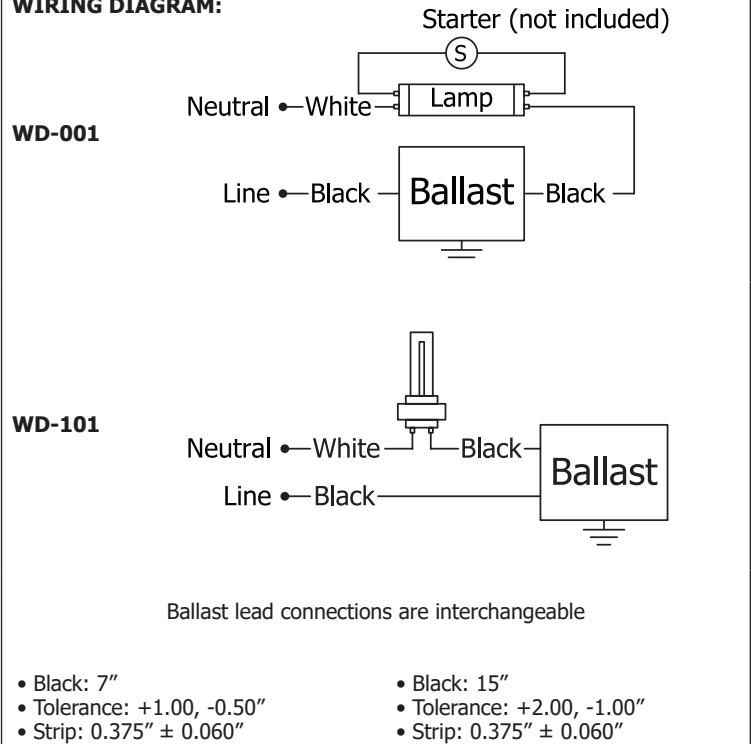 WIRING DIAGRAM:
Starter (not included)
S
Neutral White Lamp
WD-001
Line Black Ballast Black
WD-101
Neutral White Black
Ballast
Line Black
Ballast lead connections are interchangeable
• Black: 7”
• Tolerance: +1.00, -0.50”
• Strip: 0.375” ± 0.060”
• Black: 15”
• Tolerance: +2.00, -1.00”
• Strip: 0.375” ± 0.060”